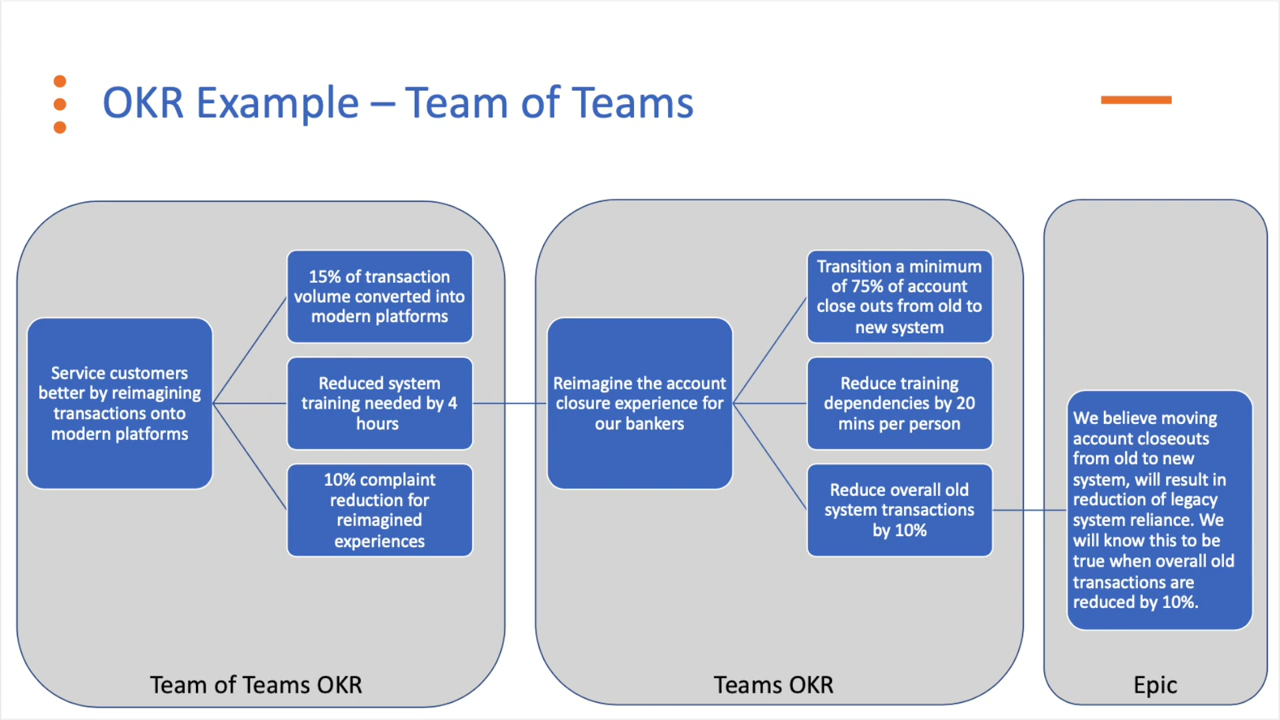 OKR Example – Team of Teams
Service customers
better by reimagining
transactions onto
modern platforms
15% of transaction
volume converted into
modern platforms
Reduced system
training needed by 4
hours
10% complaint
reduction for
reimagined
experiences
Team of Teams OKR
Reimagine the account
closure experience for
our bankers
Transition a minimum
of 75% of account
close outs from old to
new system
Reduce training
dependencies by 20
mins per person
Reduce overall old
system transactions
by 10%
Teams OKR
We believe moving
account closeouts
from old to new
system, will result in
reduction of legacy
system reliance. We
will know this to be
true when overall old
transactions are
reduced by 10%.
Epic